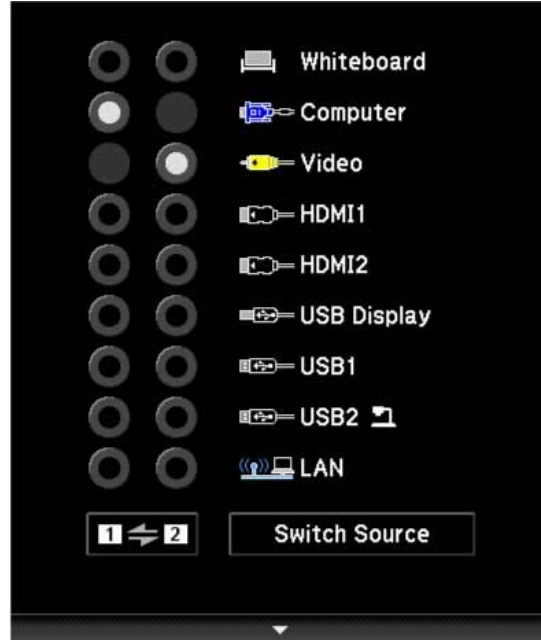 Whiteboard
Computer
Video
HDMI1
HDMI2
USB Display
USB1
USB2
LAN
1 ⇌ 2 Switch Source